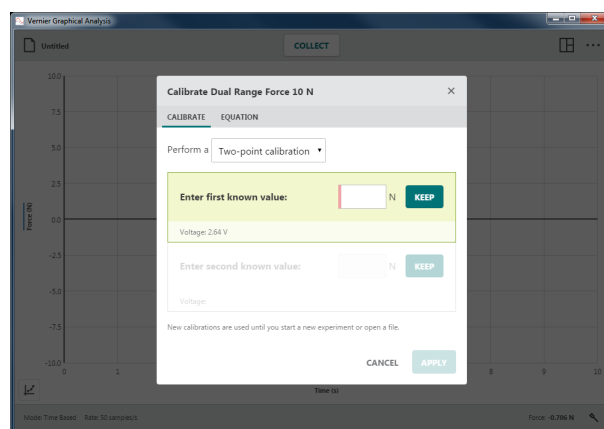 Vernier Graphical Analysis
Untitled
COLLECT
Calibrate Dual Range Force 10 N
CALIBRATE EQUATION
Perform a Two-point calibration
Enter first known value: N KEEP
Voltage: 2.64 V
Enter second known value: N KEEP
Voltage:
New calibrations are used until you start a new experiment or open a file.
CANCEL APPLY
10.0
7.5
5.0
2.5
0.0
-2.5
-5.0
-7.5
-10.0
Force (N)
0 1 8 9 10
Time (s)
Mode: Time Based Rate: 50 samples/s
Force: -0.706 N